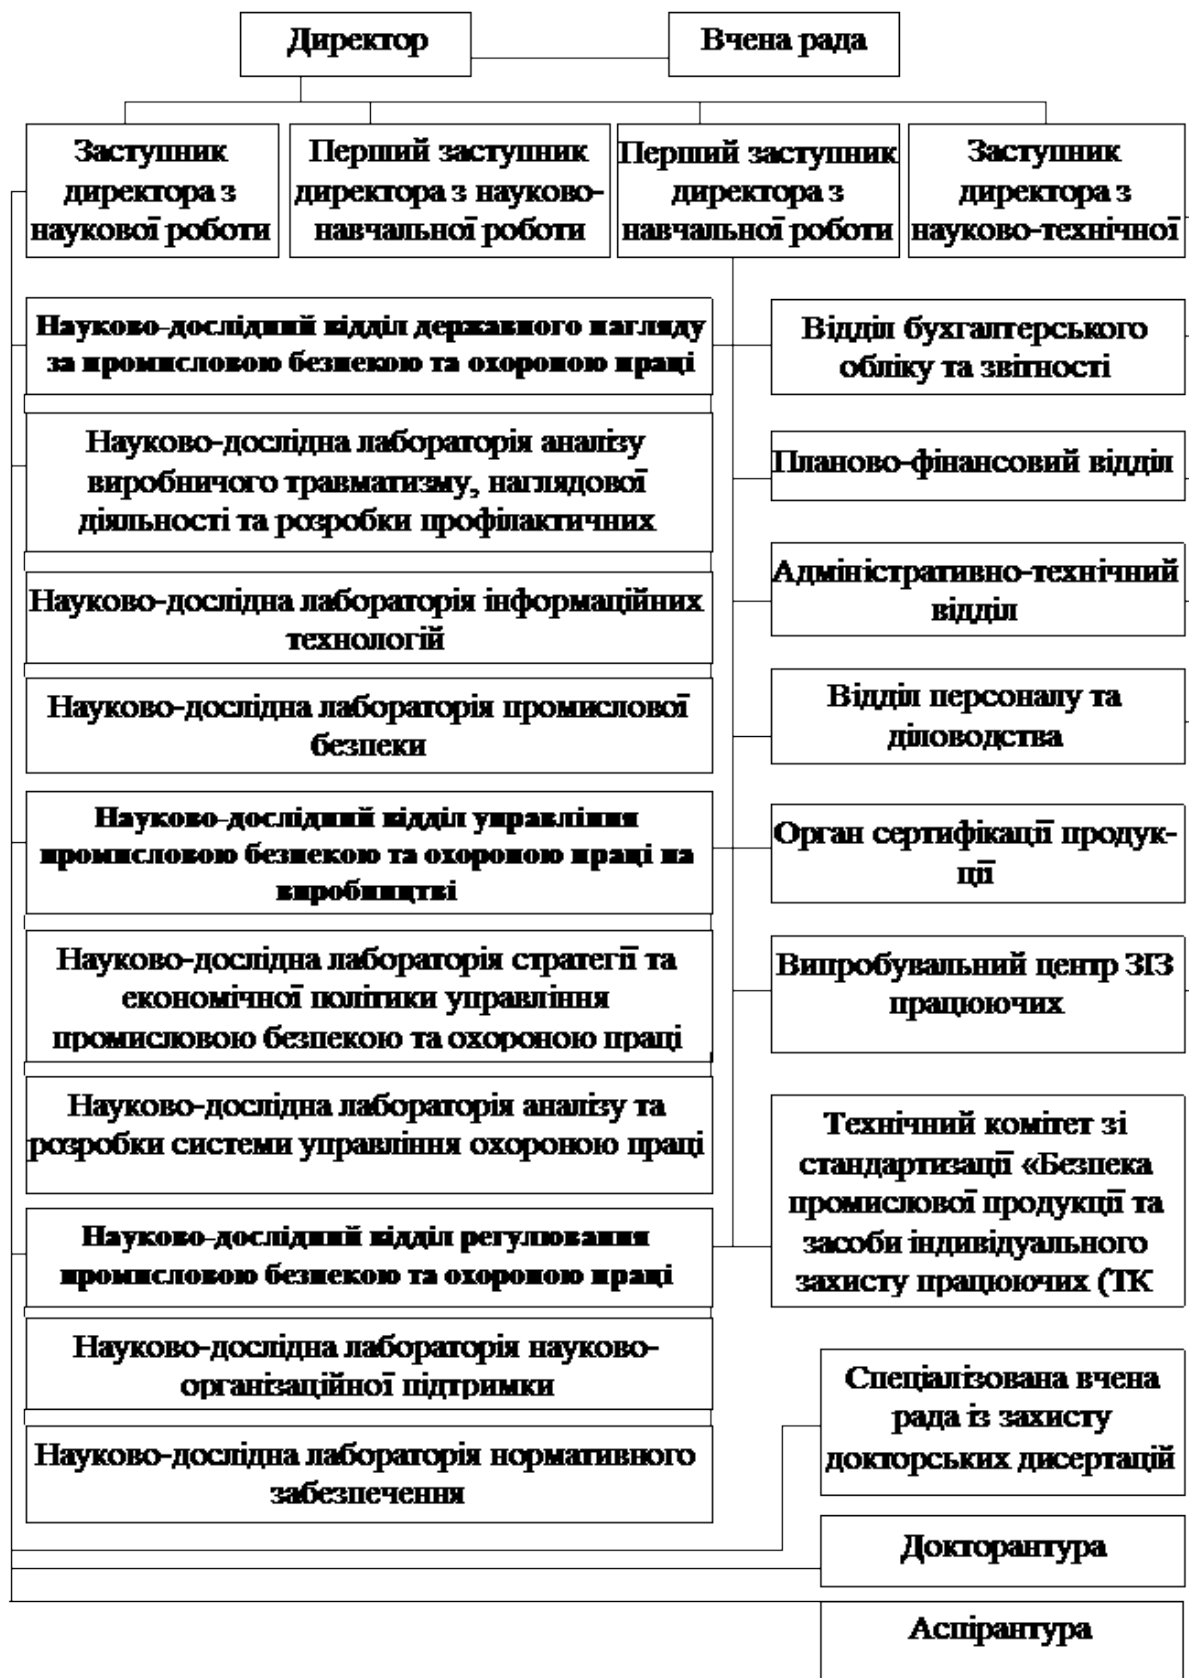 Директор
Вчена рада
Заступник
директора з
наукової роботи
Перший заступник
директора з науково-
навчальної роботи
Перший заступник
директора з
навчальної роботи
Заступник
директора з
науково-технічної
Науково-дослідний відділ державного нагляду
за промисловою безпекою та охороною праці
Науково-дослідна лабораторія аналізу
виробничого травматизму, наглядової
діяльності та розробки профілактичних
Науково-дослідна лабораторія інформаційних
технологій
Науково-дослідна лабораторія промислової
безпеки
Науково-дослідний відділ управління
промисловою безпекою та охороною праці на
виробництві
Науково-дослідна лабораторія стратегії та
економічної політики управління
промисловою безпекою та охороною праці
Науково-дослідна лабораторія аналізу та
розробки системи управління охороною праці
Науково-дослідний відділ регулювання
промисловою безпекою та охороною праці
Науково-дослідна лабораторія науково-
організаційної підтримки
Науково-дослідна лабораторія нормативного
забезпечення
Відділ бухгалтерського
обліку та звітності
Планово-фінансовий відділ
Адміністративно-технічний
відділ
Відділ персоналу та
діловодства
Орган сертифікації продук-
ції
Випробувальний центр ЗІЗ
працюючих
Технічний комітет зі
стандартизації «Безпека
промислової продукції та
засоби індивідуального
захисту працюючих (ТК
Спеціалізована вчена
рада із захисту
докторських дисертацій
Докторантура
Аспірантура